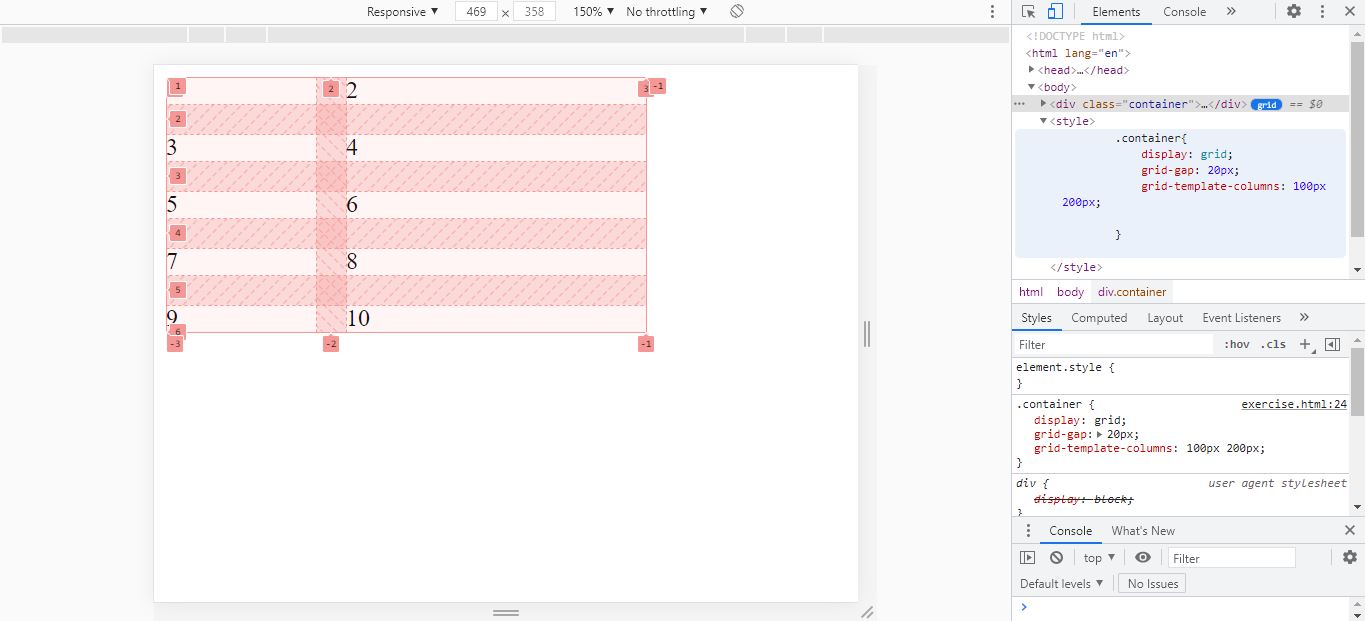 Responsive ▼ 469 x 358 150% ▼ No throttling ▼
Elements Console »
1 2 2 3 -1
2
3 4
3
5 6
4
7 8
5
9 10
6
-3 -2 -1
<!DOCTYPE html>
<html lang="en">
▶<head>…</head>
▼<body>
… ▶<div class="container">…</div> grid == $0
▼<style>
.container{
display: grid;
grid-gap: 20px;
grid-template-columns: 100px
200px;
}
</style>
html body div.container
Styles Computed Layout Event Listeners »
Filter :hov .cls +
element.style {
}
.container { exercise.html:24
display: grid;
grid-gap: ▶ 20px;
grid-template-columns: 100px 200px;
}
div { user agent stylesheet
display: block;
}
Console What's New
top ▼ Filter
Default levels ▼ No Issues
>